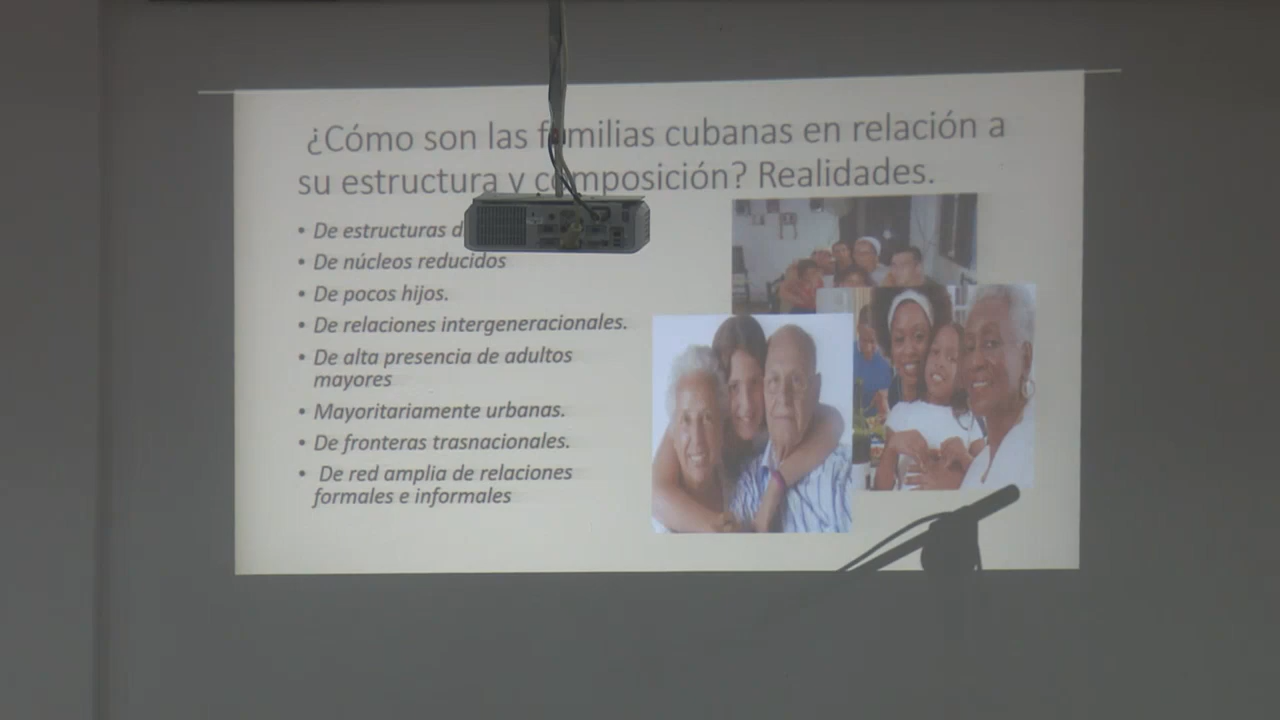 ¿Cómo son las familias cubanas en relación a
su estructura y composición? Realidades.
• De estructuras
• De núcleos reducidos
• De pocos hijos.
• De relaciones intergeneracionales.
• De alta presencia de adultos
mayores
• Mayoritariamente urbanas.
• De fronteras trasnacionales.
• De red amplia de relaciones
formales e informales